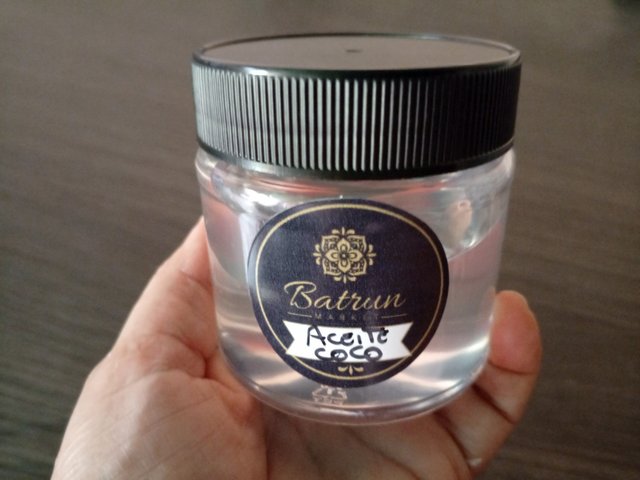 Batrun
MARKET
ACEITE
COCO